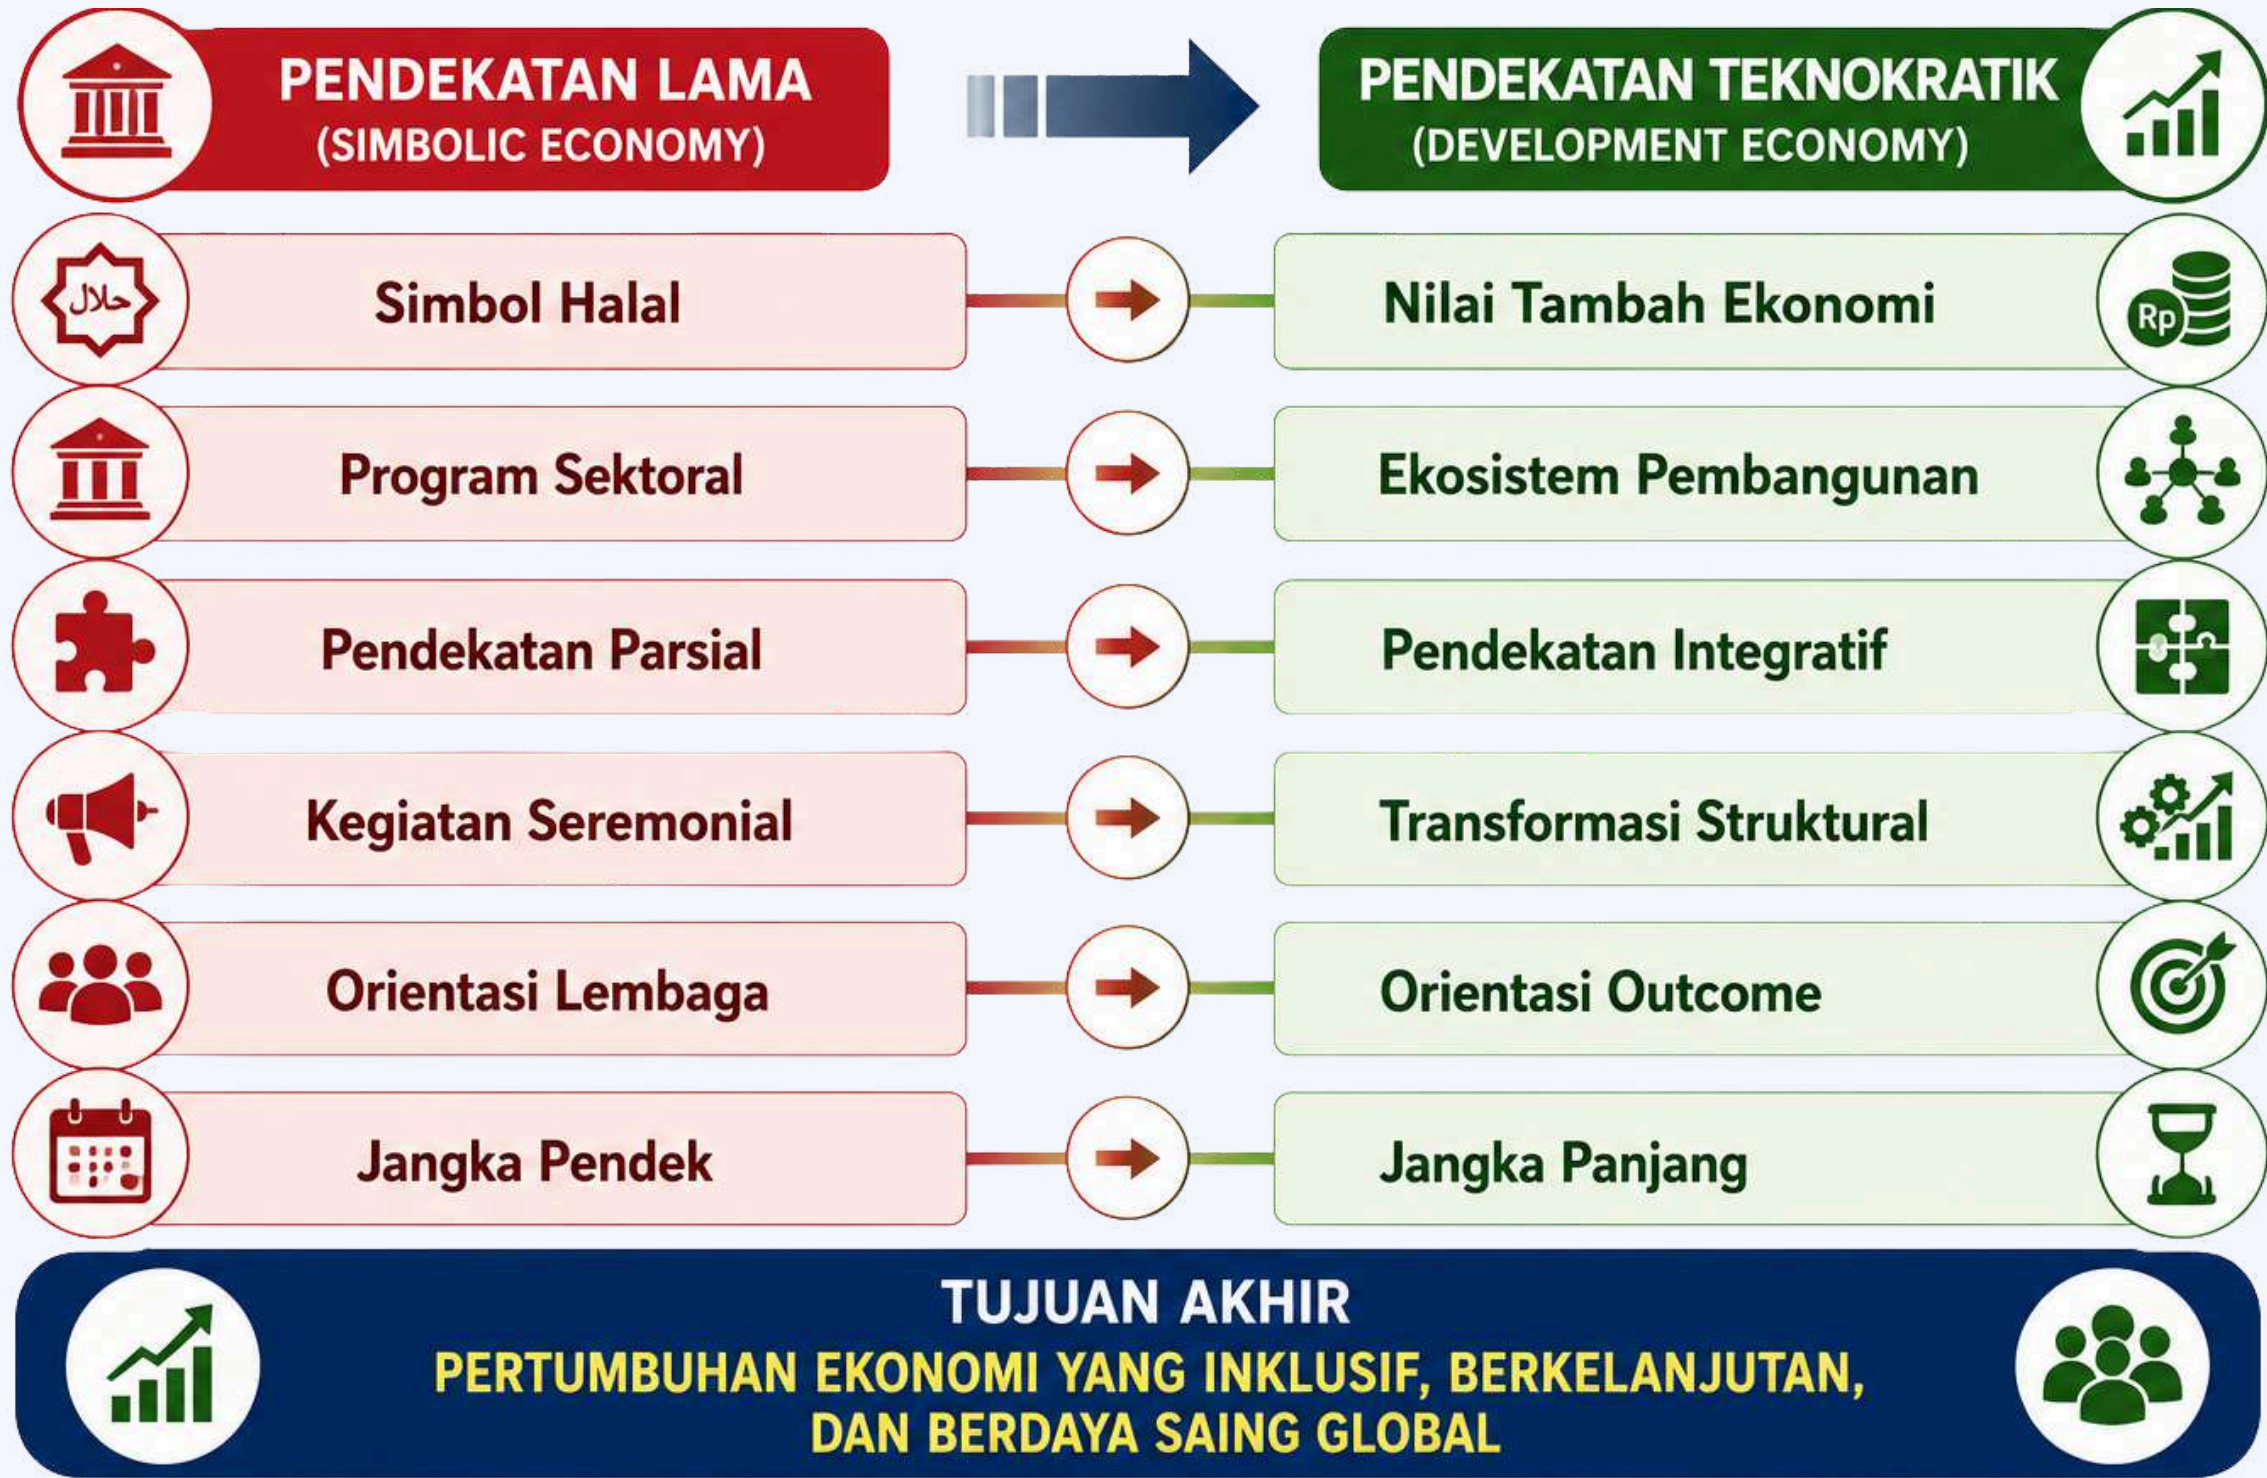 PENDEKATAN LAMA
(SIMBOLIC ECONOMY)
PENDEKATAN TEKNOKRATIK
(DEVELOPMENT ECONOMY)
حلال
Simbol Halal
Nilai Tambah Ekonomi
Rp
Program Sektoral
Ekosistem Pembangunan
Pendekatan Parsial
Pendekatan Integratif
Kegiatan Seremonial
Transformasi Struktural
Orientasi Lembaga
Orientasi Outcome
Jangka Pendek
Jangka Panjang
TUJUAN AKHIR
PERTUMBUHAN EKONOMI YANG INKLUSIF, BERKELANJUTAN,
DAN BERDAYA SAING GLOBAL